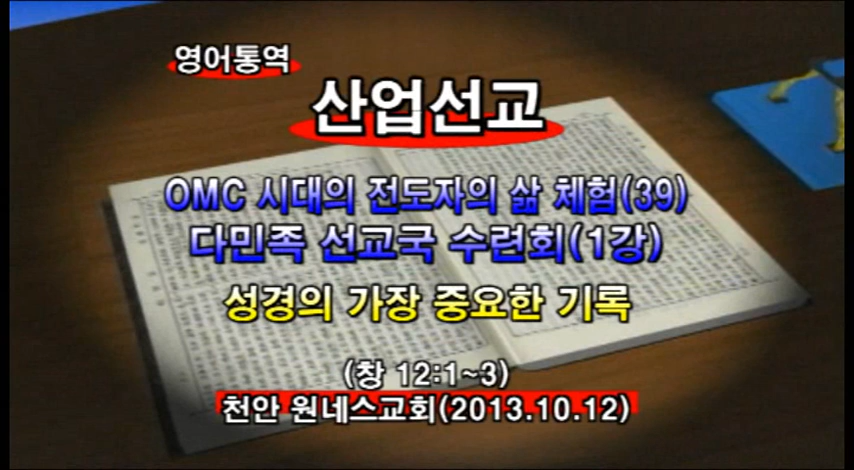 영어통역
산업선교
OMC 시대의 전도자의 삶 체험(39)
다민족 선교국 수련회(1강)
성경의 가장 중요한 기록
(창 12:1~3)
천안 원네스교회(2013.10.12)